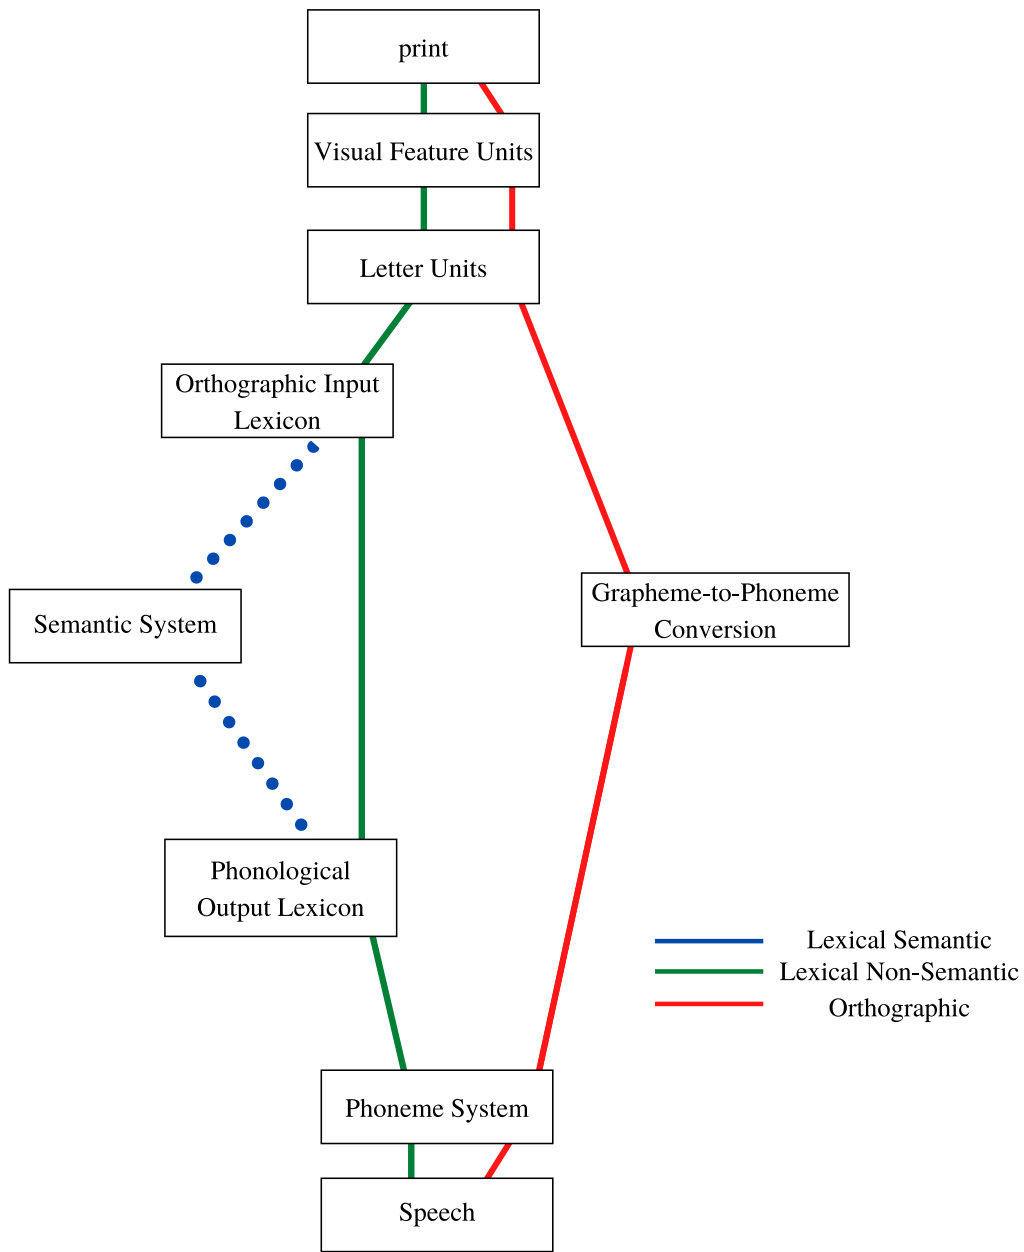 print
Visual Feature Units
Letter Units
Orthographic Input
Lexicon
Semantic System
Grapheme-to-Phoneme
Conversion
Phonological
Output Lexicon
Lexical Semantic
Lexical Non-Semantic
Orthographic
Phoneme System
Speech